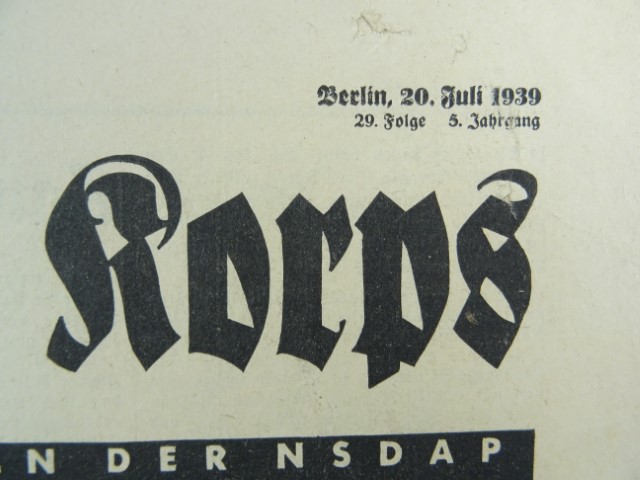 Berlin, 20. Juli 1939
29. Folge 5. Jahrgang
Korps
DER NSDAP